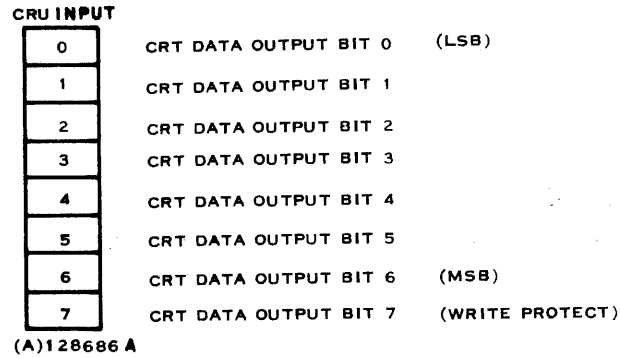 CRU INPUT
0 CRT DATA OUTPUT BIT 0 (LSB)
1 CRT DATA OUTPUT BIT 1
2 CRT DATA OUTPUT BIT 2
3 CRT DATA OUTPUT BIT 3
4 CRT DATA OUTPUT BIT 4
5 CRT DATA OUTPUT BIT 5
6 CRT DATA OUTPUT BIT 6 (MSB)
7 CRT DATA OUTPUT BIT 7 (WRITE PROTECT)
(A)128686 A